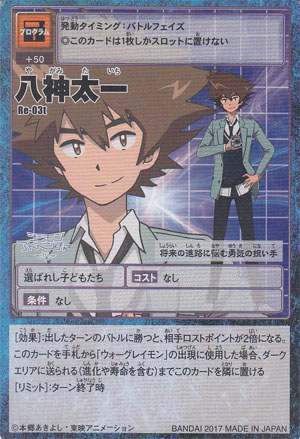 プログラム
+50
発動タイミング:バトルフェイズ
◎このカードは1枚しかスロットに置けない
八神太一
Re-03t
将来の進路に悩む勇気の担い手
選ばれし子どもたち
コスト なし
条件 なし
[効果]:出したターンのバトルに勝つと、相手ロストポイントが2倍になる。
このカードを手札から「ウォーグレイモン」の出現に使用した場合、ダーク
エリアに送られる(進化や寿命を含む)までこのカードを隣に置ける
[リミット]:ターン終了時
©本郷あきよし・東映アニメーション
BANDAI 2017 MADE IN JAPAN